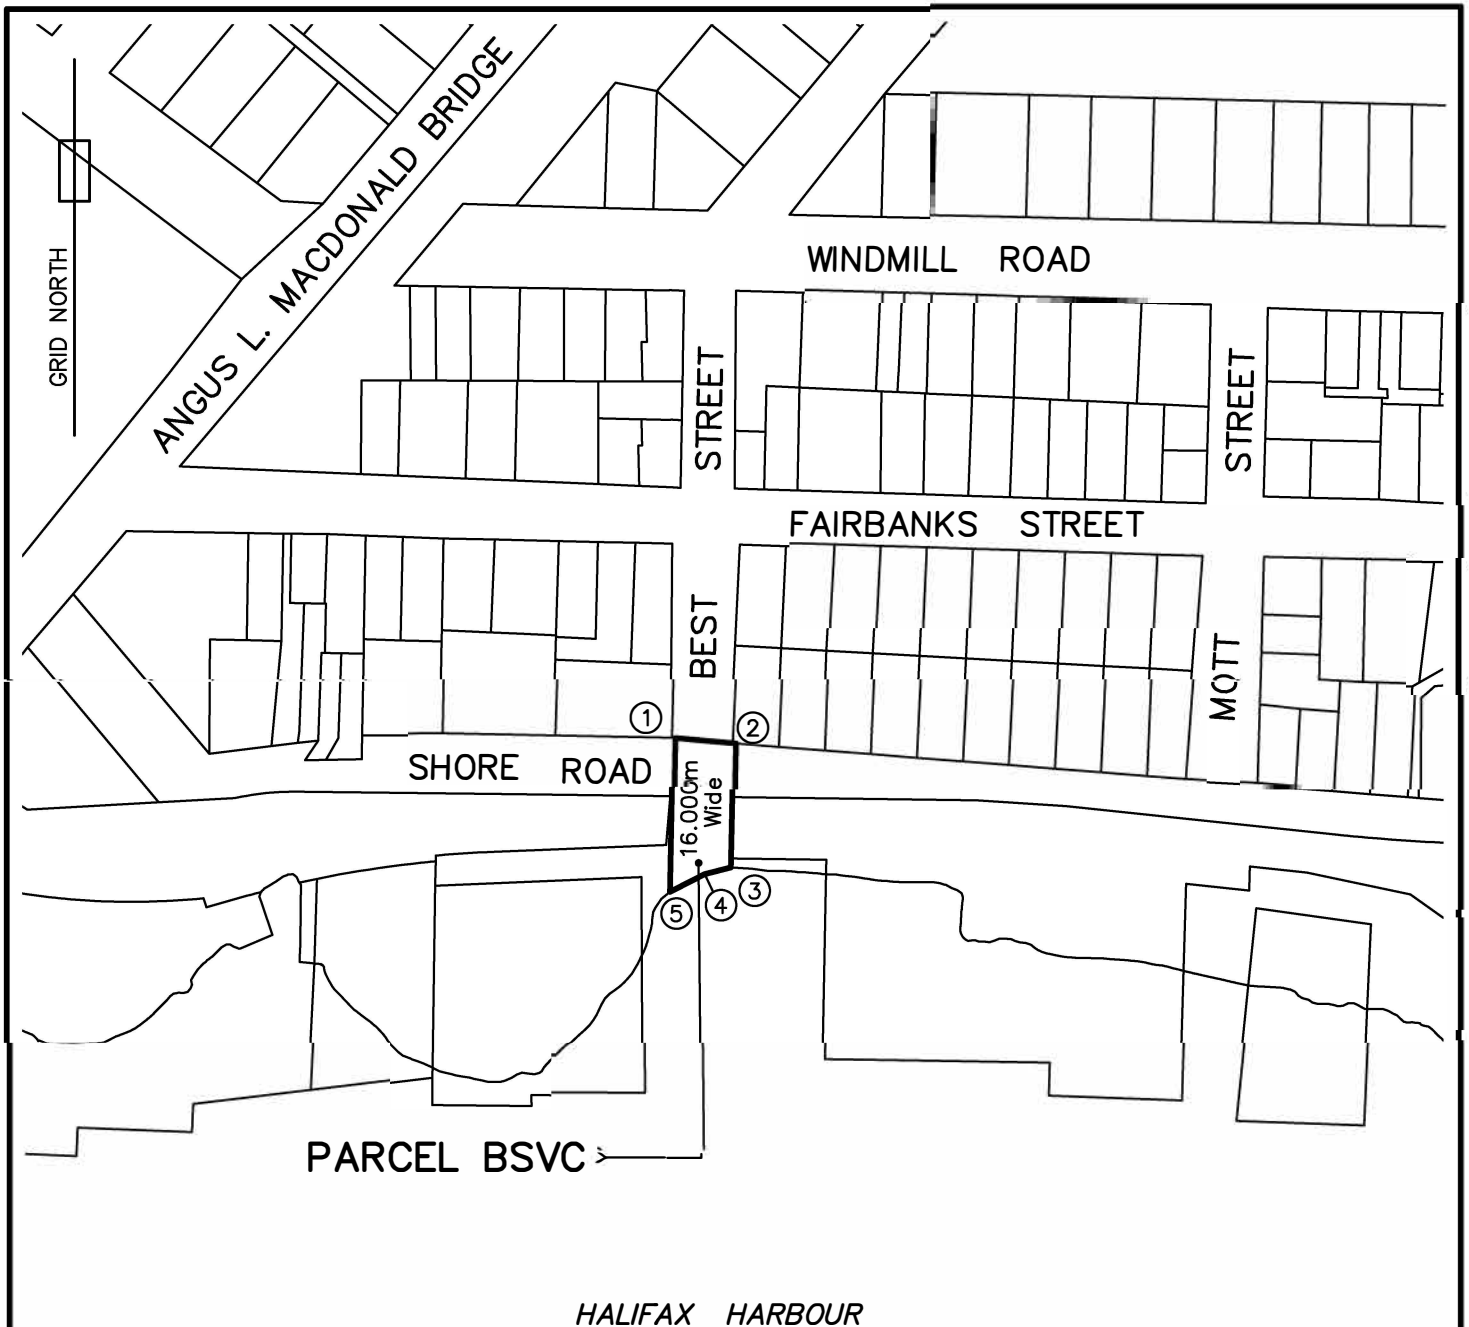 ANGUS L. MACDONALD BRIDGE
GRID NORTH
WINDMILL ROAD
STREET
STREET
FAIRBANKS STREET
BEST
MOTT
1
2
SHORE ROAD
16.000m
Wide
3
4
5
PARCEL BSVC
HALIFAX HARBOUR